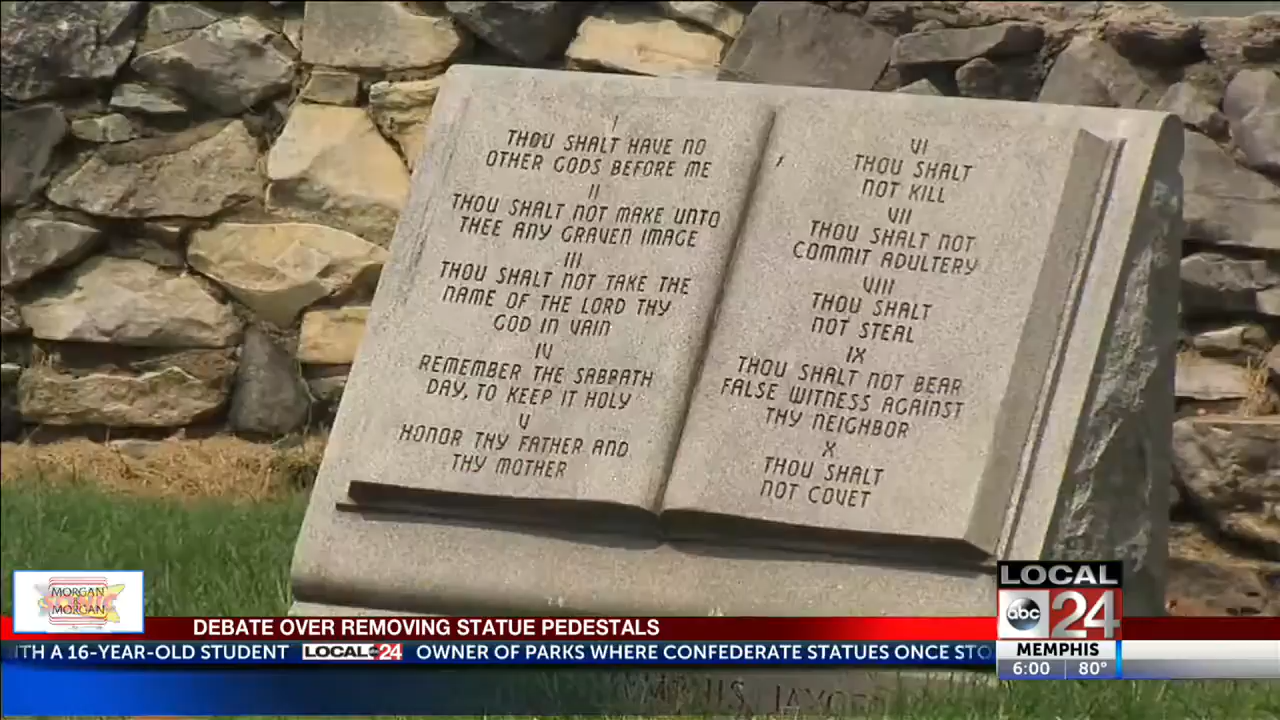 I
THOU SHALT HAVE NO
OTHER GODS BEFORE ME
II
THOU SHALT NOT MAKE UNTO
THEE ANY GRAVEN IMAGE
III
THOU SHALT NOT TAKE THE
NAME OF THE LORD THY
GOD IN VAIN
IV
REMEMBER THE SABBATH
DAY, TO KEEP IT HOLY
V
HONOR THY FATHER AND
THY MOTHER
VI
THOU SHALT
NOT KILL
VII
THOU SHALT NOT
COMMIT ADULTERY
VIII
THOU SHALT
NOT STEAL
IX
THOU SHALT NOT BEAR
FALSE WITNESS AGAINST
THY NEIGHBOR
X
THOU SHALT
NOT COVET
MORGAN & MORGAN
DEBATE OVER REMOVING STATUE PEDESTALS
ITH A 16-YEAR-OLD STUDENT LOCAL abc 24 OWNER OF PARKS WHERE CONFEDERATE STATUES ONCE STO
LOCAL
abc 24
MEMPHIS
6:00 80°